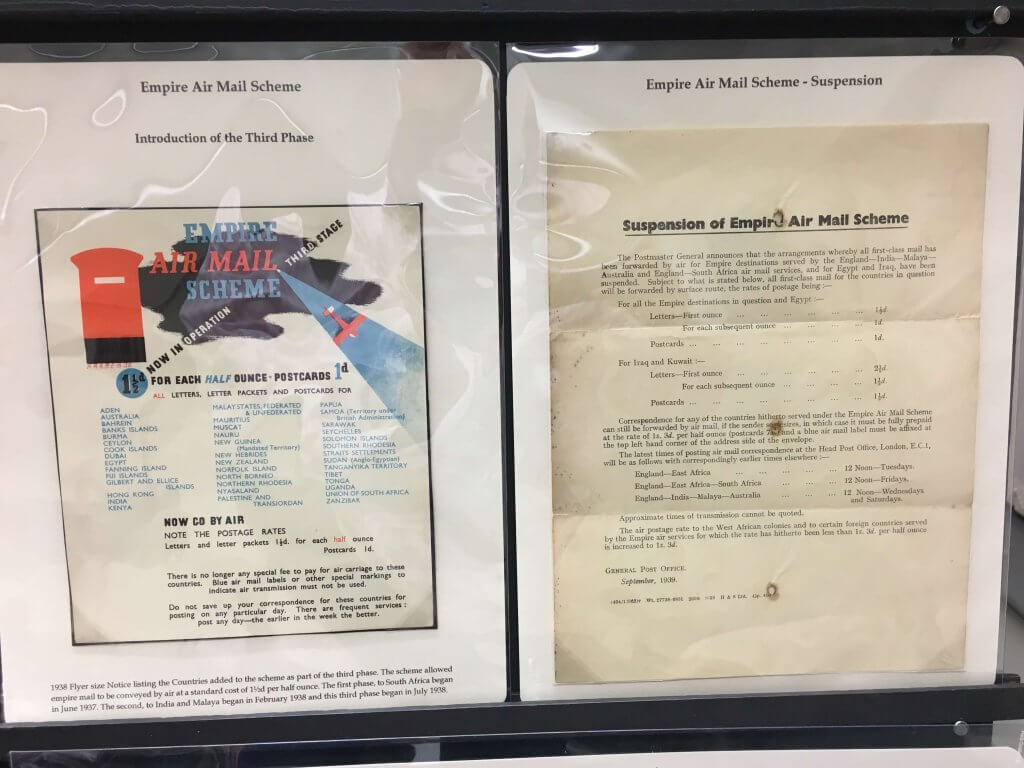 Empire Air Mail Scheme
Introduction of the Third Phase
EMPIRE
AIR MAIL
SCHEME
THIRD STAGE
NOW IN OPERATION
1½d FOR EACH HALF OUNCE · POSTCARDS 1d
ALL LETTERS, LETTER PACKETS AND POSTCARDS FOR
ADEN
AUSTRALIA
BAHREIN
BANKS ISLANDS
BURMA
CEYLON
COOK ISLANDS
DUBAI
EGYPT
FANNING ISLAND
FIJI ISLANDS
GILBERT AND ELLICE
ISLANDS
HONG KONG
INDIA
KENYA
MALAY STATES, FEDERATED
& UNFEDERATED
MAURITIUS
MUSCAT
NAURU
NEW GUINEA
(Mandated Territory)
NEW HEBRIDES
NEW ZEALAND
NORFOLK ISLAND
NORTH BORNEO
NORTHERN RHODESIA
NYASALAND
PALESTINE AND
TRANSJORDAN
PAPUA
SAMOA (Territory under
British Administration)
SARAWAK
SEYCHELLES
SOLOMON ISLANDS
SOUTHERN RHODESIA
STRAITS SETTLEMENTS
SUDAN (Anglo-Egyptian)
TANGANYIKA TERRITORY
TIBET
TONGA
UGANDA
UNION OF SOUTH AFRICA
ZANZIBAR
NOW GO BY AIR
NOTE THE POSTAGE RATES
Letters and letter packets 1½d. for each half ounce
Postcards 1d.
There is no longer any special fee to pay for air carriage to these
countries. Blue air mail labels or other special markings to
indicate air transmission must not be used.
Do not save up your correspondence for these countries for
posting on any particular day. There are frequent services :
post any day—the earlier in the week the better.
1938 Flyer size Notice listing the Countries added to the scheme as part of the third phase. The scheme allowed
empire mail to be conveyed by air at a standard cost of 1½d per half ounce. The first phase, to South Africa began
in June 1937. The second, to India and Malaya began in February 1938 and this third phase began in July 1938.
Empire Air Mail Scheme - Suspension
Suspension of Empire Air Mail Scheme
The Postmaster General announces that the arrangements whereby all first-class mail has
been forwarded by air for Empire destinations served by the England—India—Malaya—
Australia and England—South Africa air mail services, and for Egypt and Iraq, have been
suspended. Subject to what is stated below, all first-class mail for the countries in question
will be forwarded by surface route, the rates of postage being :—
For all the Empire destinations in question and Egypt :—
Letters—First ounce ... ... ... ... ... 1½d.
For each subsequent ounce ... ... ... ... 1d.
Postcards ... ... ... ... ... ... ... 1d.
For Iraq and Kuwait :—
Letters—First ounce ... ... ... ... ... 2½d.
For each subsequent ounce ... ... ... ... 1½d.
Postcards ... ... ... ... ... ... ... 1½d.
Correspondence for any of the countries hitherto served under the Empire Air Mail Scheme
can still be forwarded by air mail, if the sender so desires, in which case it must be fully prepaid
at the rate of 1s. 3d. per half ounce (postcards 7d.) and a blue air mail label must be affixed at
the top left hand corner of the address side of the envelope.
The latest times of posting air mail correspondence at the Head Post Office, London, E.C.1,
will be as follows with correspondingly earlier times elsewhere :—
England—East Africa ... ... ... 12 Noon—Tuesdays.
England—East Africa—South Africa ... ... 12 Noon—Fridays.
England—India—Malaya—Australia ... ... 12 Noon—Wednesdays
and Saturdays.
Approximate times of transmission cannot be quoted.
The air postage rate to the West African colonies and to certain foreign countries served
by the Empire air services for which the rate has hitherto been less than 1s. 3d. per half ounce
is increased to 1s. 3d.
GENERAL POST OFFICE.
September, 1939.